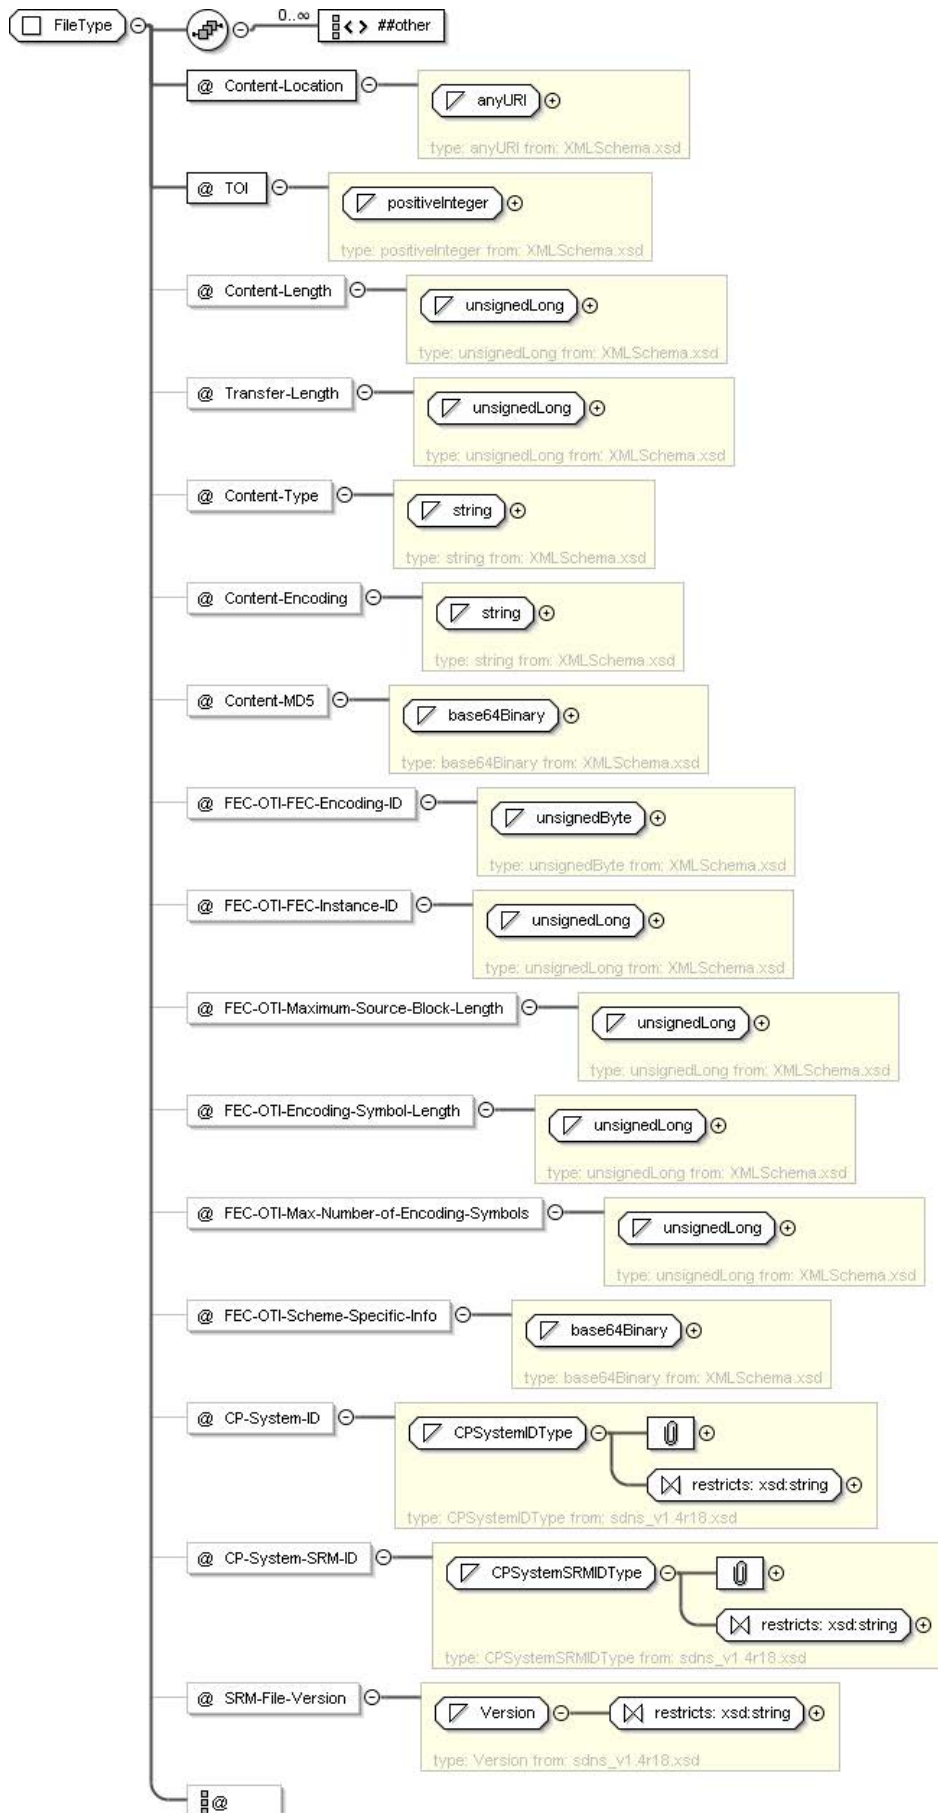 FileType
0..∞
##other
@ Content-Location
anyURI
type: anyURI from: XMLSchema.xsd
@ TOI
positiveInteger
type: positiveInteger from: XMLSchema.xsd
@ Content-Length
unsignedLong
type: unsignedLong from: XMLSchema.xsd
@ Transfer-Length
unsignedLong
type: unsignedLong from: XMLSchema.xsd
@ Content-Type
string
type: string from: XMLSchema.xsd
@ Content-Encoding
string
type: string from: XMLSchema.xsd
@ Content-MD5
base64Binary
type: base64Binary from: XMLSchema.xsd
@ FEC-OTI-FEC-Encoding-ID
unsignedByte
type: unsignedByte from: XMLSchema.xsd
@ FEC-OTI-FEC-Instance-ID
unsignedLong
type: unsignedLong from: XMLSchema.xsd
@ FEC-OTI-Maximum-Source-Block-Length
unsignedLong
type: unsignedLong from: XMLSchema.xsd
@ FEC-OTI-Encoding-Symbol-Length
unsignedLong
type: unsignedLong from: XMLSchema.xsd
@ FEC-OTI-Max-Number-of-Encoding-Symbols
unsignedLong
type: unsignedLong from: XMLSchema.xsd
@ FEC-OTI-Scheme-Specific-Info
base64Binary
type: base64Binary from: XMLSchema.xsd
@ CP-System-ID
CPSystemIDType
restricts: xsd:string
type: CPSystemIDType from: sdns_v1.4r18.xsd
@ CP-System-SRM-ID
CPSystemSRMIDType
restricts: xsd:string
type: CPSystemSRMIDType from: sdns_v1.4r18.xsd
@ SRM-File-Version
Version
restricts: xsd:string
type: Version from: sdns_v1.4r18.xsd
@